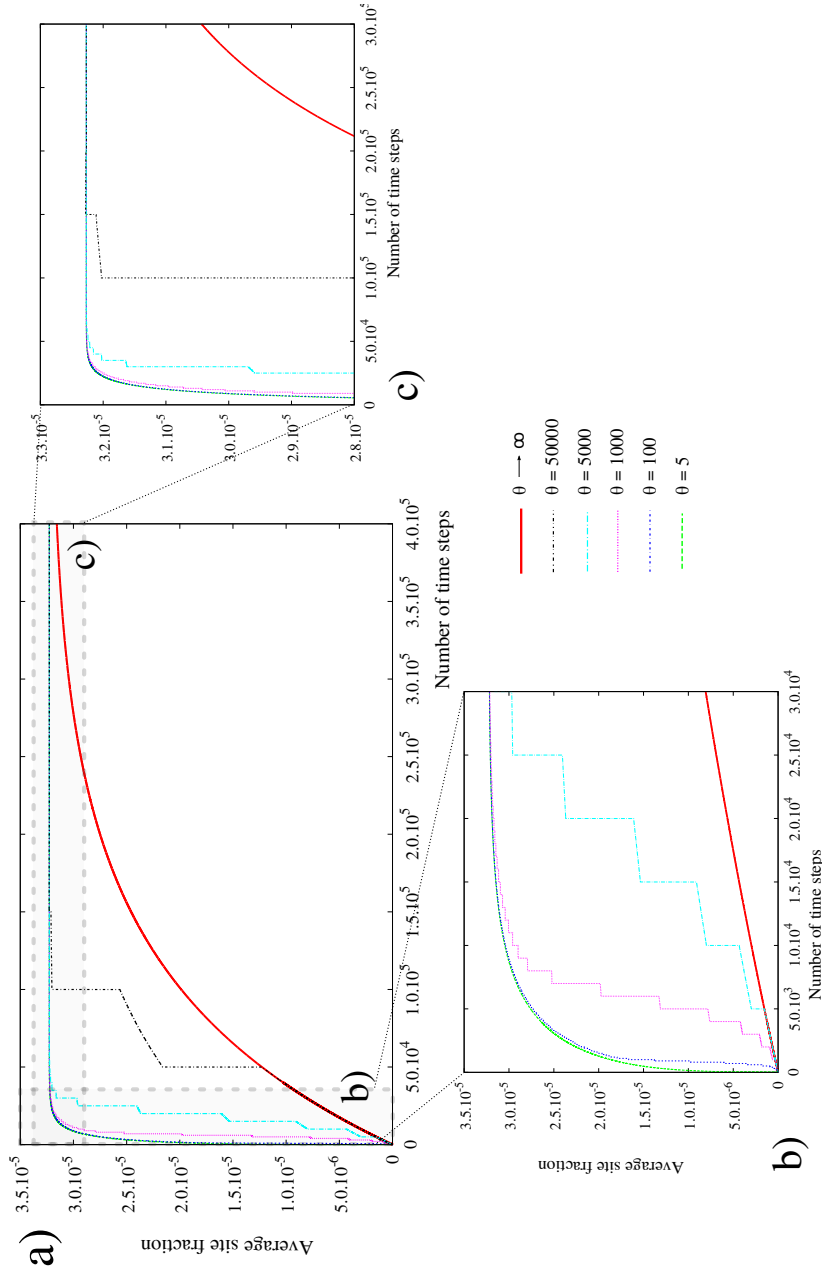 a)
Average site fraction
3.5.10-5
3.0.10-5
2.5.10-5
2.0.10-5
1.5.10-5
1.0.10-5
5.0.10-6
0
0
5.0.10^4
1.0.10^5
1.5.10^5
2.0.10^5
2.5.10^5
3.0.10^5
3.5.10^5
4.0.10^5
Number of time steps
b)
c)
b)
Average site fraction
3.5.10-5
3.0.10-5
2.5.10-5
2.0.10-5
1.5.10-5
1.0.10-5
5.0.10-6
0
0
5.0.10^3
1.0.10^4
1.5.10^4
2.0.10^4
2.5.10^4
3.0.10^4
Number of time steps
c)
3.3.10-5
3.2.10-5
3.1.10-5
3.0.10-5
2.9.10-5
2.8.10-5
0
5.0.10^4
1.0.10^5
1.5.10^5
2.0.10^5
2.5.10^5
3.0.10^5
Number of time steps
θ → ∞
θ = 50000
θ = 5000
θ = 1000
θ = 100
θ = 5